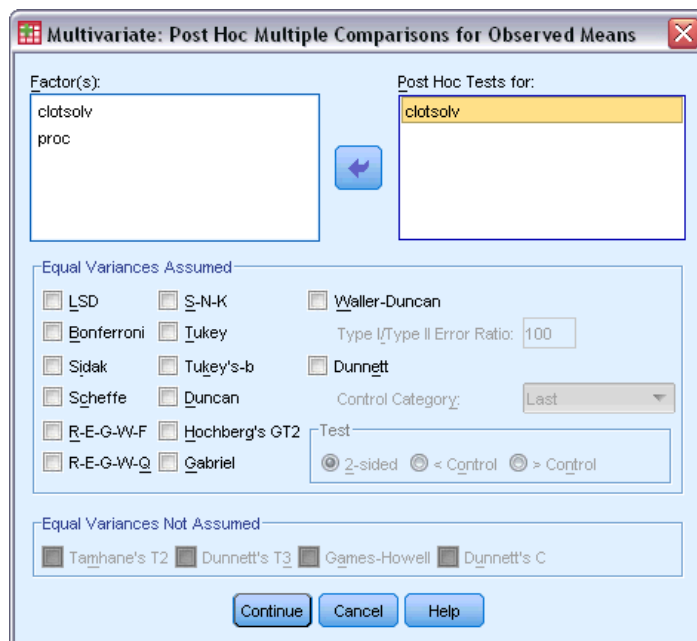 Multivariate: Post Hoc Multiple Comparisons for Observed Means
Factor(s):
clotsolv
proc
Post Hoc Tests for:
clotsolv
Equal Variances Assumed
LSD S-N-K Waller-Duncan
Bonferroni Tukey Type I/Type II Error Ratio: 100
Sidak Tukey's-b Dunnett
Scheffe Duncan Control Category: Last
R-E-G-W-F Hochberg's GT2 Test
R-E-G-W-Q Gabriel 2-sided < Control > Control
Equal Variances Not Assumed
Tamhane's T2 Dunnett's T3 Games-Howell Dunnett's C
Continue Cancel Help